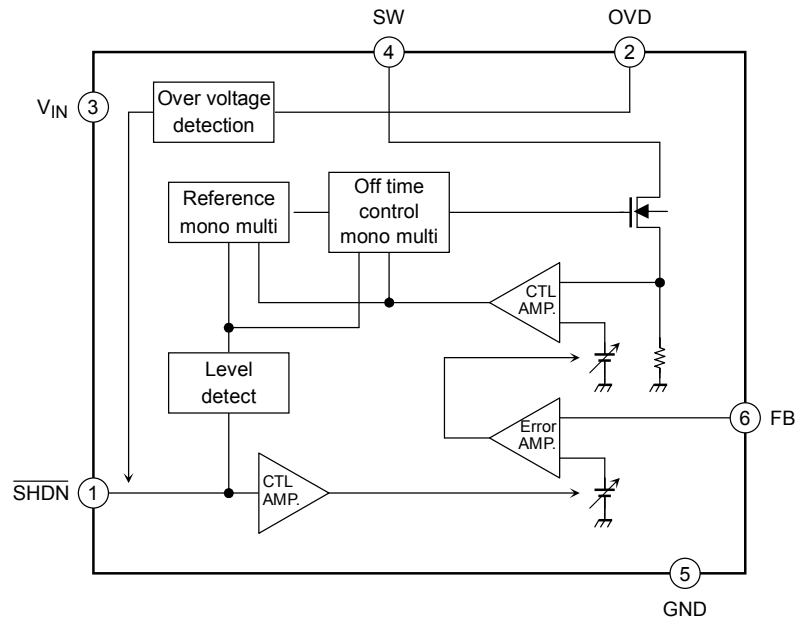 SW
OVD
4
2
V_IN
3
Over voltage
detection
Reference
mono multi
Off time
control
mono multi
CTL
AMP.
Level
detect
Error
AMP.
6
FB
SHDN
1
CTL
AMP.
5
GND